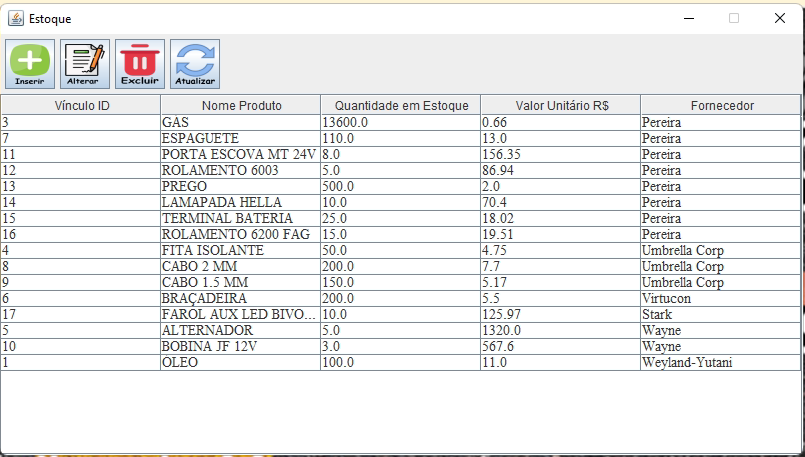 Estoque
Inserir Alterar Excluir Atualizar
Vínculo ID Nome Produto Quantidade em Estoque Valor Unitário R$ Fornecedor
3 GÁS 13600.0 0.66 Pereira
7 ESPAGUETE 110.0 13.0 Pereira
11 PORTA ESCOVA MT 24V 8.0 156.35 Pereira
12 ROLAMENTO 6003 5.0 86.94 Pereira
13 PREGO 500.0 2.0 Pereira
14 LAMAPADA HELLA 10.0 70.4 Pereira
15 TERMINAL BATERIA 25.0 18.02 Pereira
16 ROLAMENTO 6200 FAG 15.0 19.51 Pereira
4 FITA ISOLANTE 50.0 4.75 Umbrella Corp
8 CABO 2 MM 200.0 7.7 Umbrella Corp
9 CABO 1.5 MM 150.0 5.17 Umbrella Corp
6 BRAÇADEIRA 200.0 5.5 Virtucon
17 FAROL AUX LED BIVO... 10.0 125.97 Stark
5 ALTERNADOR 5.0 1320.0 Wayne
10 BOBINA JF 12V 3.0 567.6 Wayne
1 OLEO 100.0 11.0 Weyland-Yutani